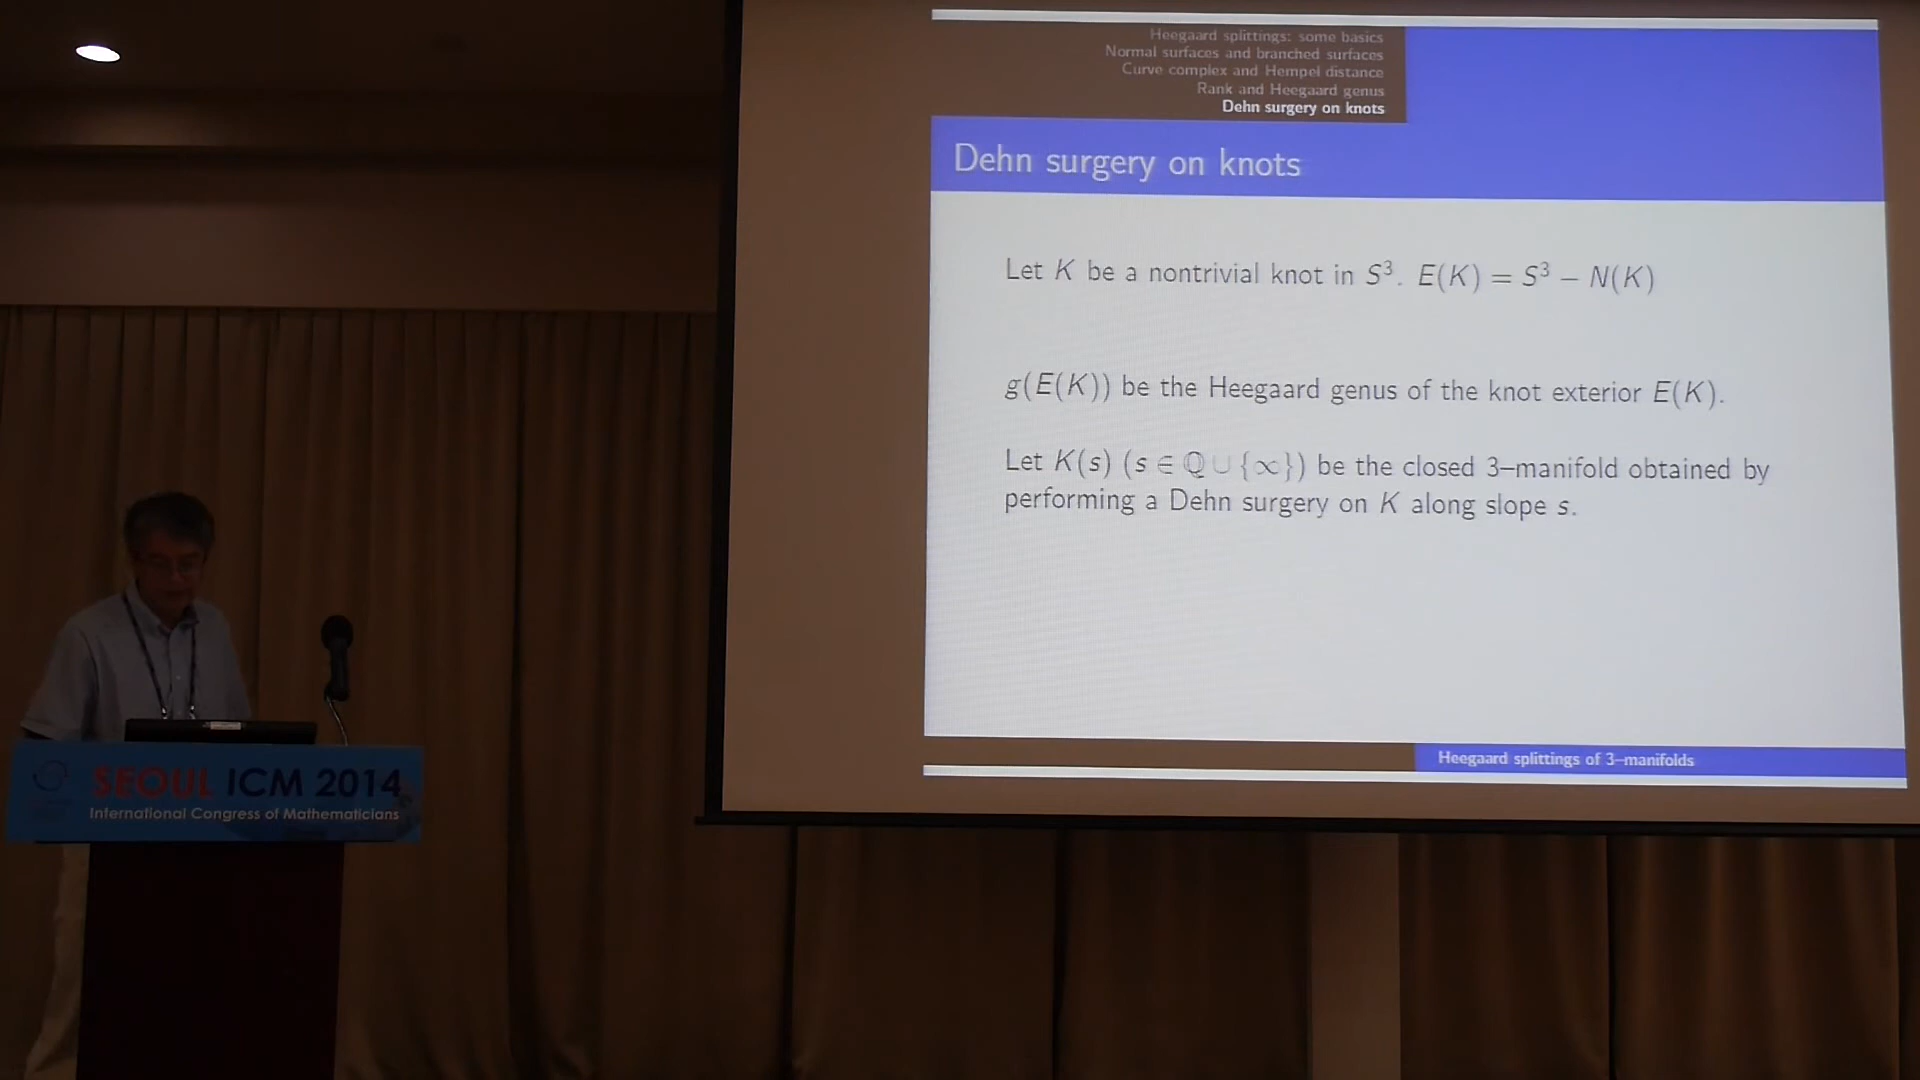 Heegaard splittings: some basics
Normal surfaces and branched surfaces
Curve complex and Hempel distance
Rank and Heegaard genus
Dehn surgery on knots
Dehn surgery on knots
Let K be a nontrivial knot in S³. E(K) = S³ − N(K)
g(E(K)) be the Heegaard genus of the knot exterior E(K).
Let K(s) (s ∈ ℚ ∪ {∞}) be the closed 3–manifold obtained by
performing a Dehn surgery on K along slope s.
Heegaard splittings of 3–manifolds
SEOUL ICM 2014
International Congress of Mathematicians